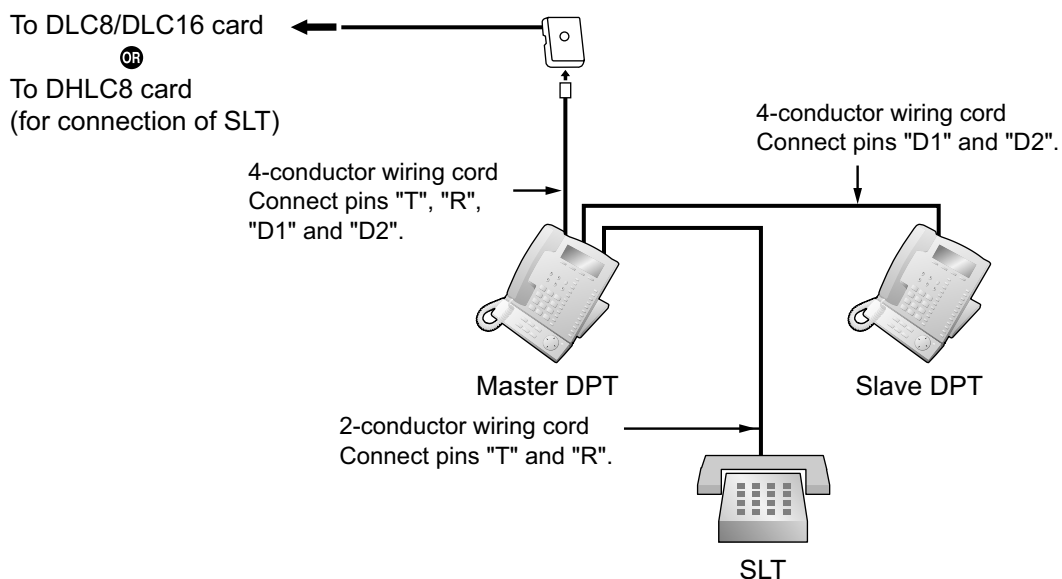 To DLC8/DLC16 card
OR
To DHLC8 card
(for connection of SLT)
4-conductor wiring cord
Connect pins "D1" and "D2".
4-conductor wiring cord
Connect pins "T", "R",
"D1" and "D2".
Master DPT
Slave DPT
2-conductor wiring cord
Connect pins "T" and "R".
SLT